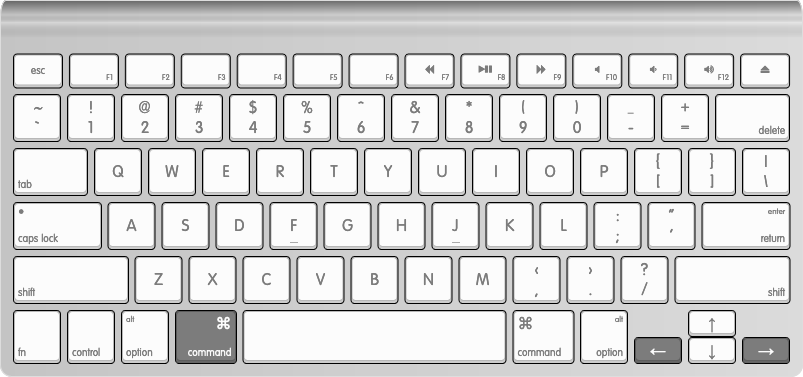 esc F1 F2 F3 F4 F5 F6 F7 F8 F9 F10 F11 F12
~ ! @ # $ % ^ & * ( ) _ +
` 1 2 3 4 5 6 7 8 9 0 - = delete
tab Q W E R T Y U I O P { [ } ] | \
caps lock A S D F G H J K L : ; " ' enter return
shift Z X C V B N M < , > . ? / shift
fn control alt option ⌘ command ⌘ command alt option ← ↑ ↓ →